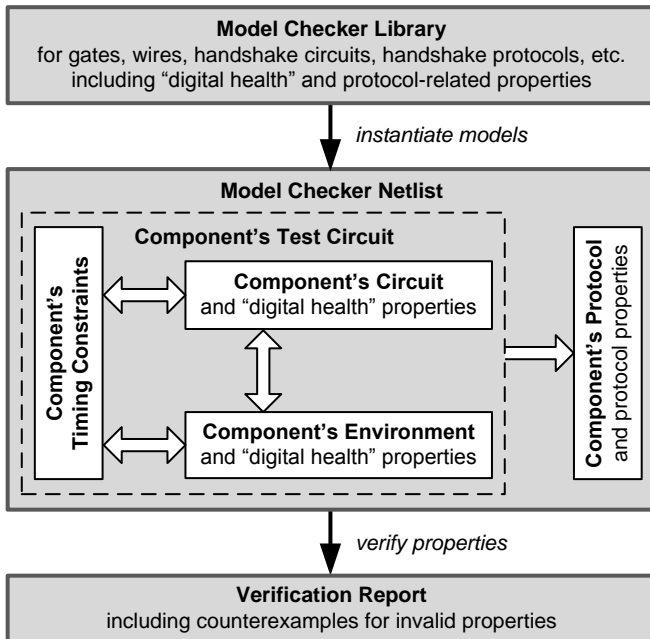 Model Checker Library
for gates, wires, handshake circuits, handshake protocols, etc.
including “digital health” and protocol-related properties
instantiate models
Model Checker Netlist
Component’s Test Circuit
Component’s
Timing Constraints
Component’s Circuit
and “digital health” properties
Component’s Environment
and “digital health” properties
Component’s Protocol
and protocol properties
verify properties
Verification Report
including counterexamples for invalid properties